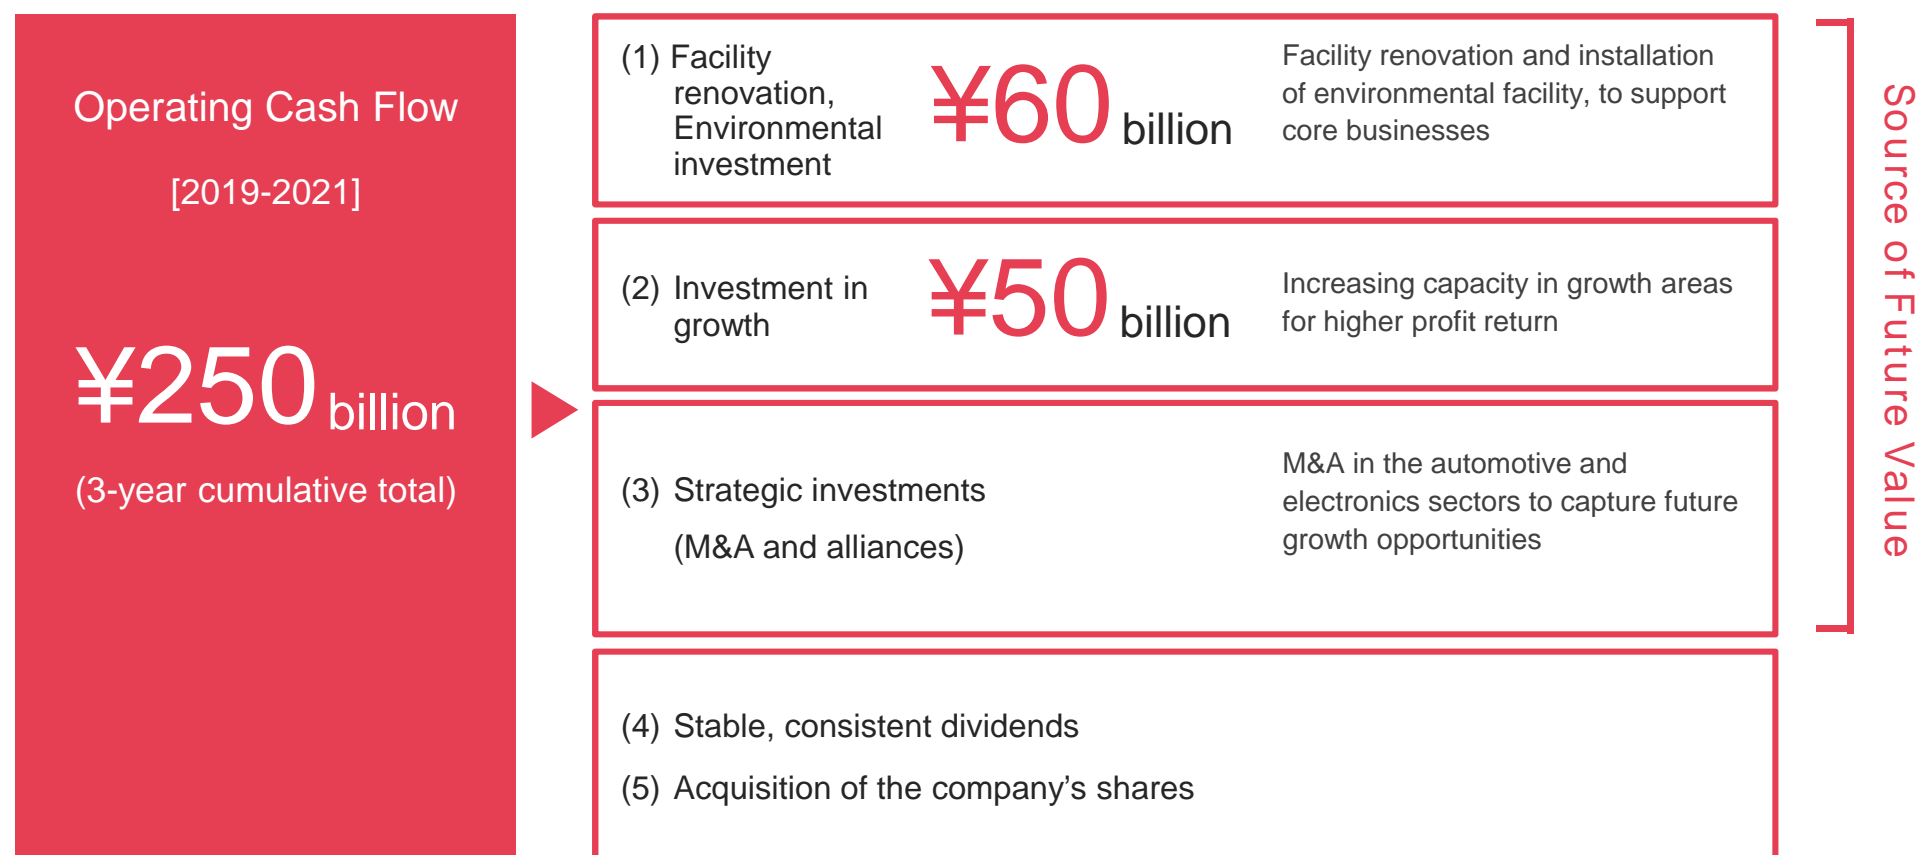 Operating Cash Flow
[2019-2021]
¥250 billion
(3-year cumulative total)
(1) Facility
renovation,
Environmental
investment
¥60 billion
Facility renovation and installation
of environmental facility, to support
core businesses
(2) Investment in
growth
¥50 billion
Increasing capacity in growth areas
for higher profit return
(3) Strategic investments
(M&A and alliances)
M&A in the automotive and
electronics sectors to capture future
growth opportunities
(4) Stable, consistent dividends
(5) Acquisition of the company’s shares
Source of Future Value